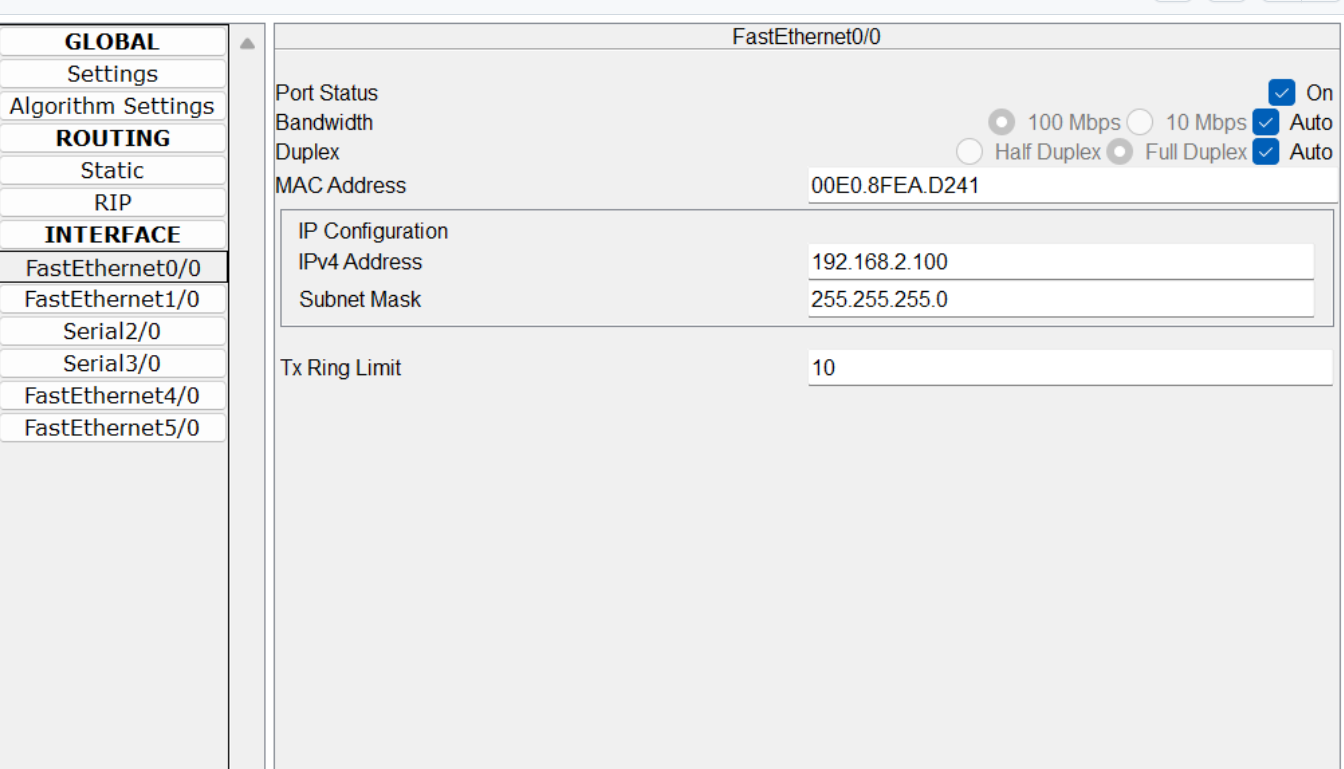 GLOBAL
Settings
Algorithm Settings
ROUTING
Static
RIP
INTERFACE
FastEthernet0/0
FastEthernet1/0
Serial2/0
Serial3/0
FastEthernet4/0
FastEthernet5/0
FastEthernet0/0
Port Status On
Bandwidth 100 Mbps 10 Mbps Auto
Duplex Half Duplex Full Duplex Auto
MAC Address 00E0.8FEA.D241
IP Configuration
IPv4 Address 192.168.2.100
Subnet Mask 255.255.255.0
Tx Ring Limit 10